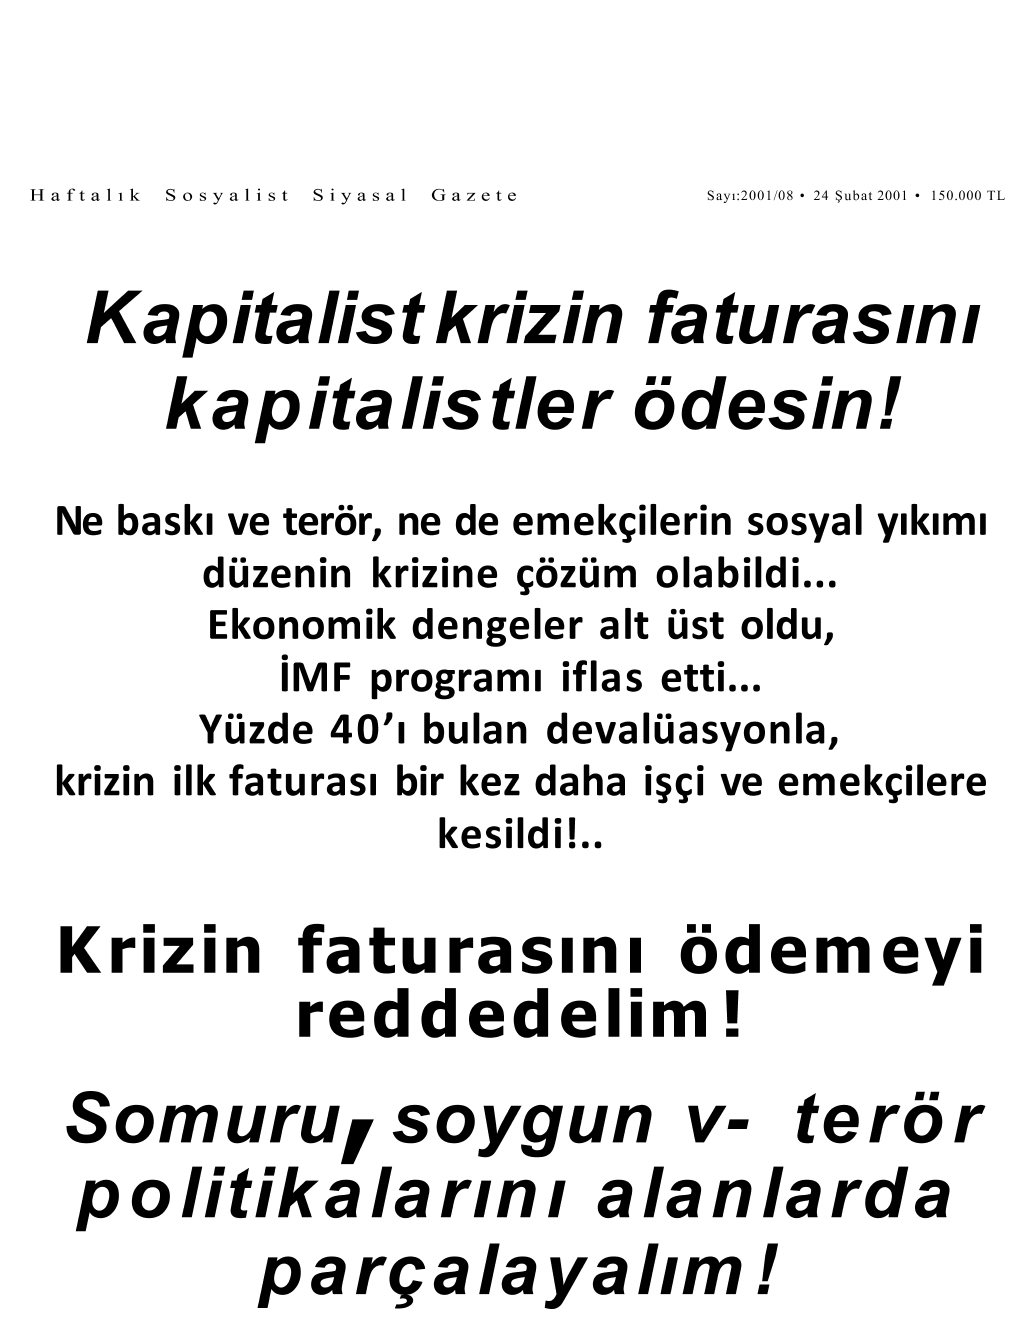 Haftalık Sosyalist Siyasal Gazete Sayı:2001/08 • 24 Şubat 2001 • 150.000 TL
Kapitalist krizin faturasını
kapitalistler ödesin!
Ne baskı ve terör, ne de emekçilerin sosyal yıkımı
düzenin krizine çözüm olabildi...
Ekonomik dengeler alt üst oldu,
İMF programı iflas etti...
Yüzde 40’ı bulan devalüasyonla,
krizin ilk faturası bir kez daha işçi ve emekçilere
kesildi!..
Krizin faturasını ödemeyi
reddedelim!
Somuru, soygun v- terör
politikalarını alanlarda
parçalayalım!